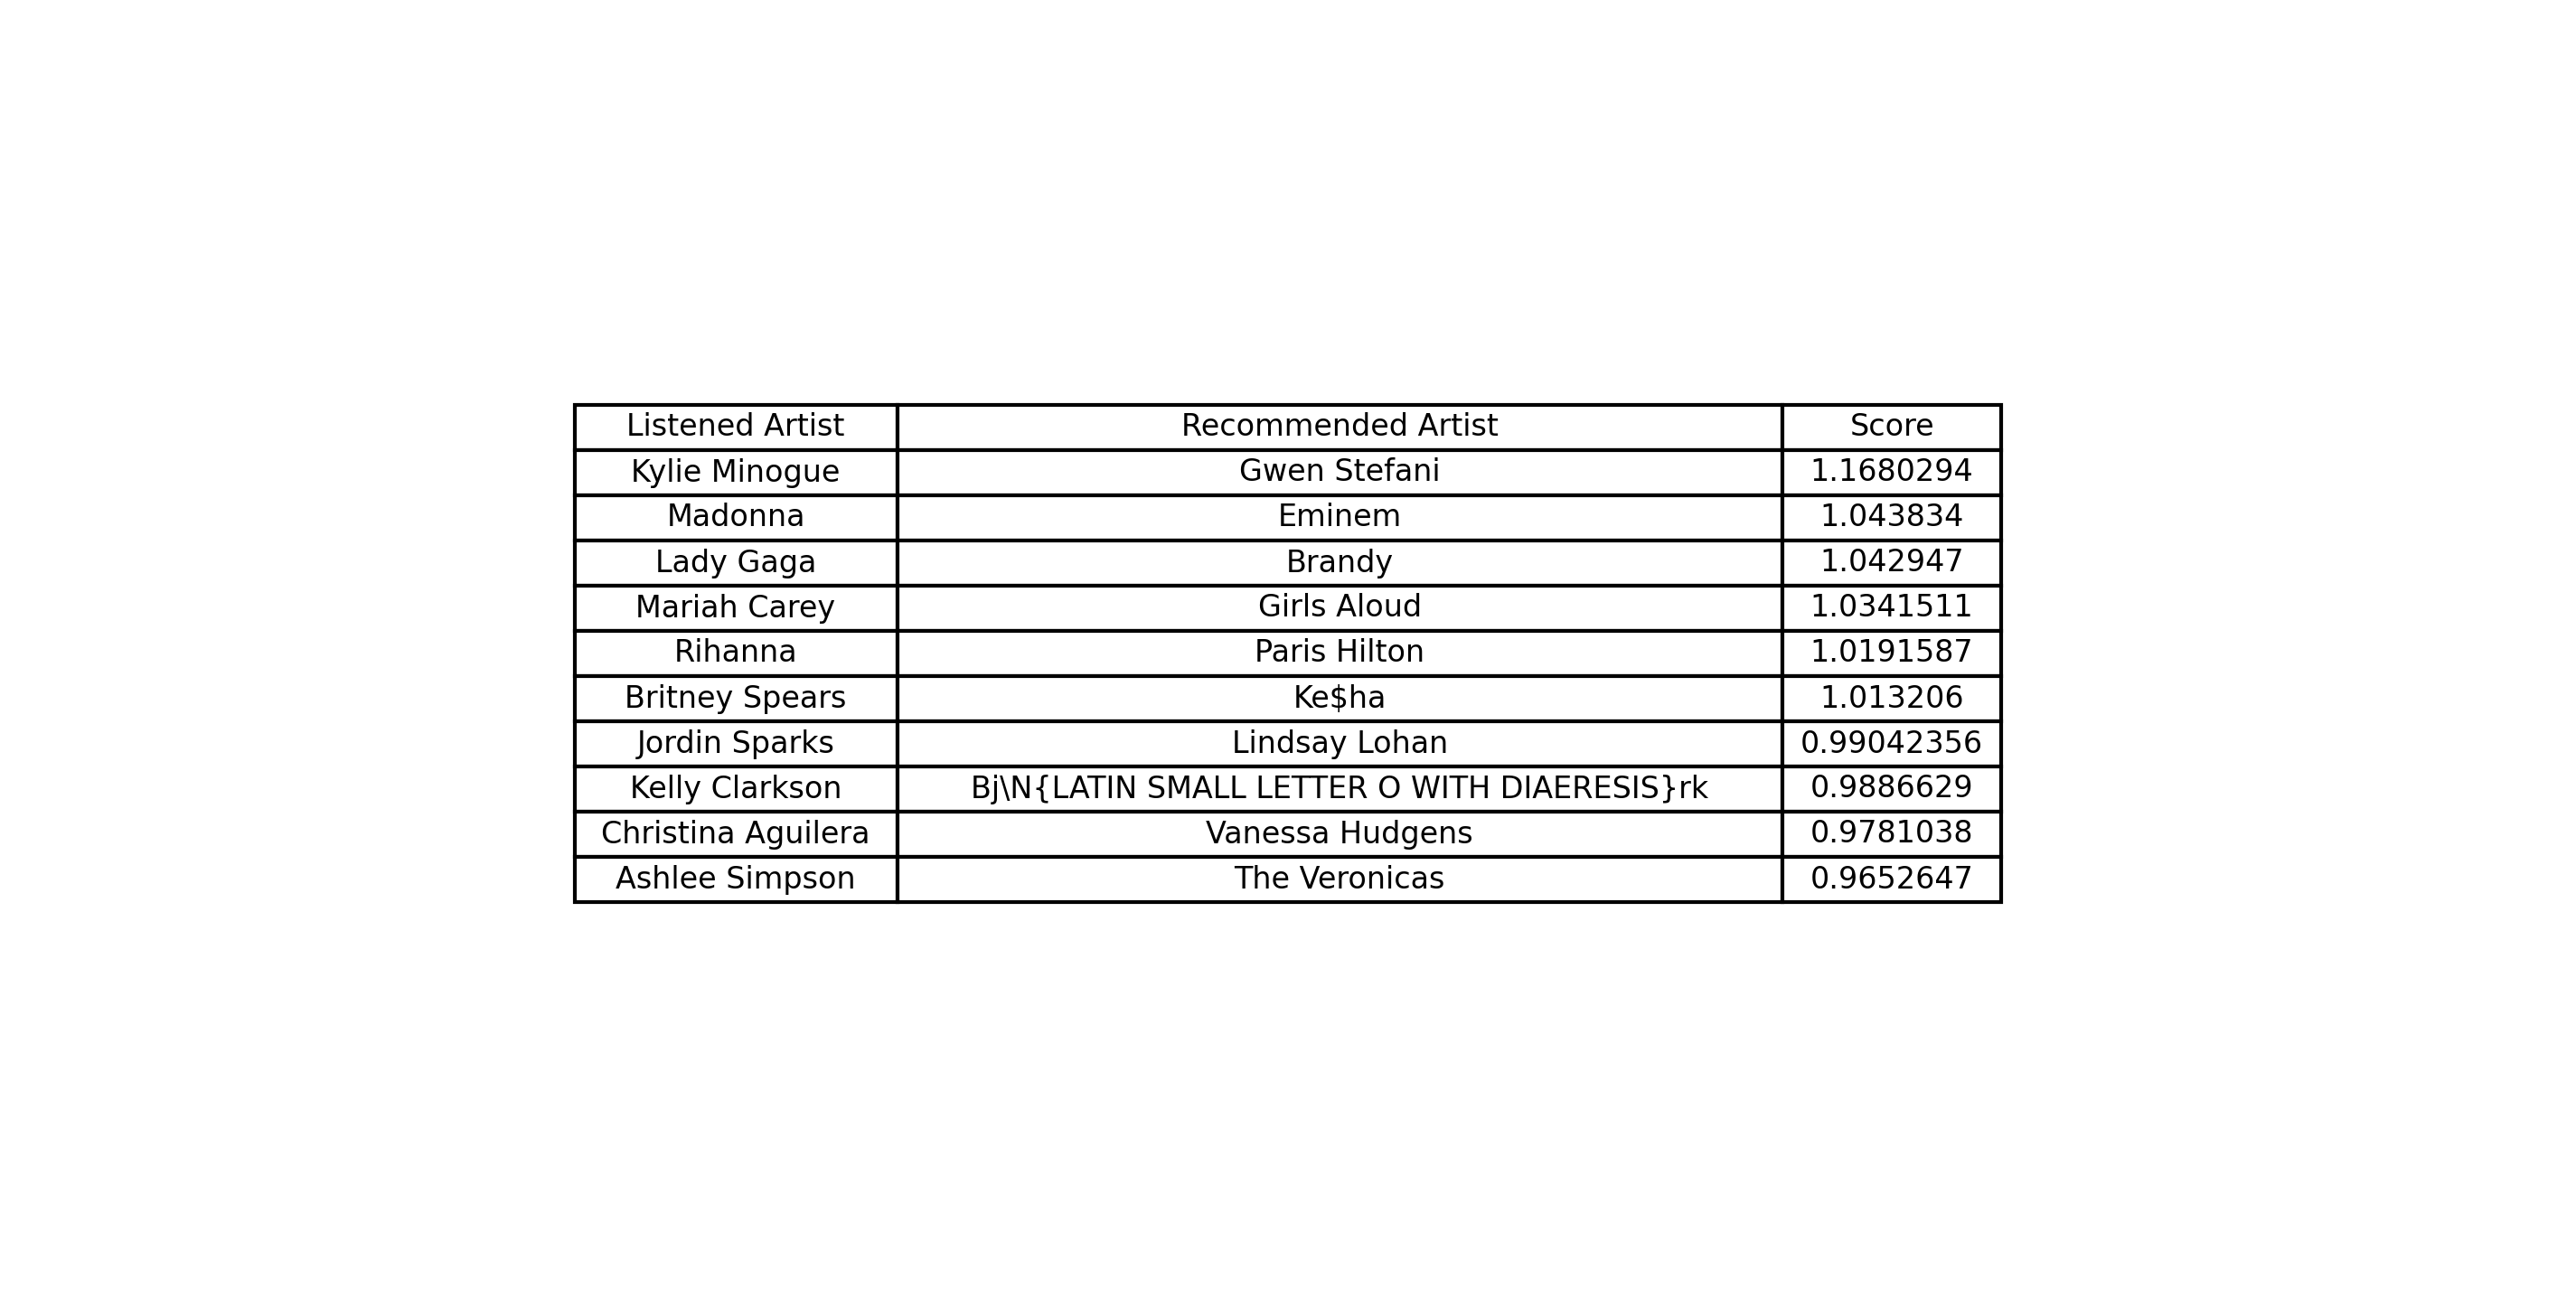 Listened Artist Recommended Artist Score
Kylie Minogue Gwen Stefani 1.1680294
Madonna Eminem 1.043834
Lady Gaga Brandy 1.042947
Mariah Carey Girls Aloud 1.0341511
Rihanna Paris Hilton 1.0191587
Britney Spears Ke$ha 1.013206
Jordin Sparks Lindsay Lohan 0.99042356
Kelly Clarkson Bj\N{LATIN SMALL LETTER O WITH DIAERESIS}rk 0.9886629
Christina Aguilera Vanessa Hudgens 0.9781038
Ashlee Simpson The Veronicas 0.9652647